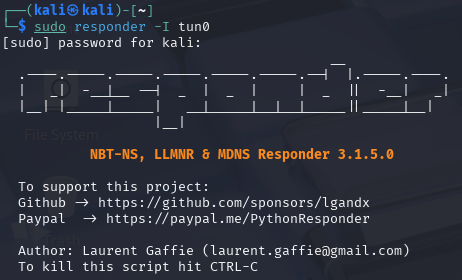 ┌──(kali㉿kali)-[~]
└─$ sudo responder -I tun0
[sudo] password for kali:
NBT-NS, LLMNR & MDNS Responder 3.1.5.0
To support this project:
Github -> https://github.com/sponsors/lgandx
Paypal -> https://paypal.me/PythonResponder
File System
Author: Laurent Gaffie (laurent.gaffie@gmail.com)
To kill this script hit CTRL-C